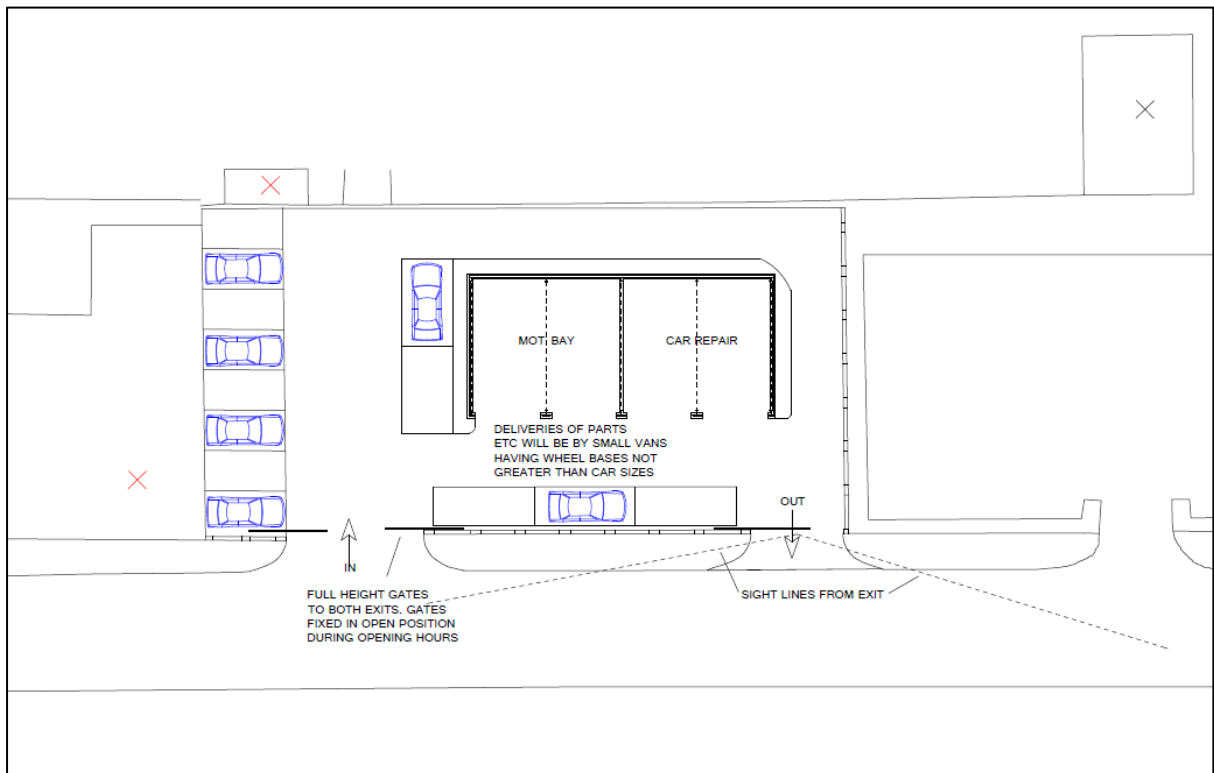 MOT. BAY
CAR REPAIR
DELIVERIES OF PARTS
ETC WILL BE BY SMALL VANS
HAVING WHEEL BASES NOT
GREATER THAN CAR SIZES
OUT
IN
FULL HEIGHT GATES
TO BOTH EXITS. GATES
FIXED IN OPEN POSITION
DURING OPENING HOURS
SIGHT LINES FROM EXIT